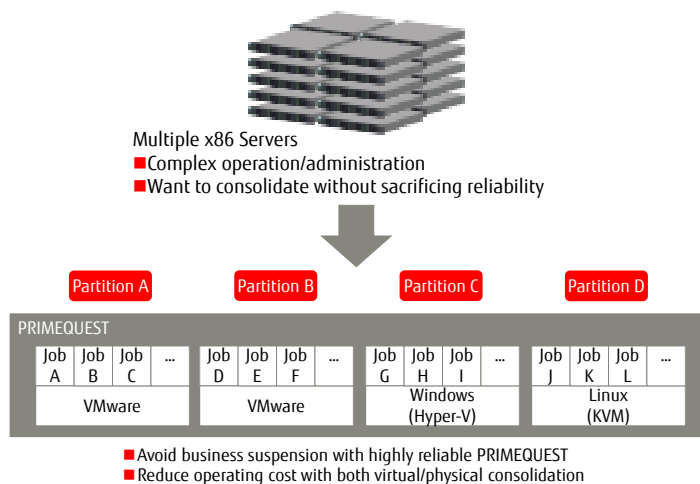 Multiple x86 Servers
■Complex operation/administration
■Want to consolidate without sacrificing reliability
Partition A Partition B Partition C Partition D
PRIMEQUEST
Job A Job B Job C ... Job D Job E Job F ... Job G Job H Job I ... Job J Job K Job L ...
VMware VMware Windows (Hyper-V) Linux (KVM)
■Avoid business suspension with highly reliable PRIMEQUEST
■Reduce operating cost with both virtual/physical consolidation